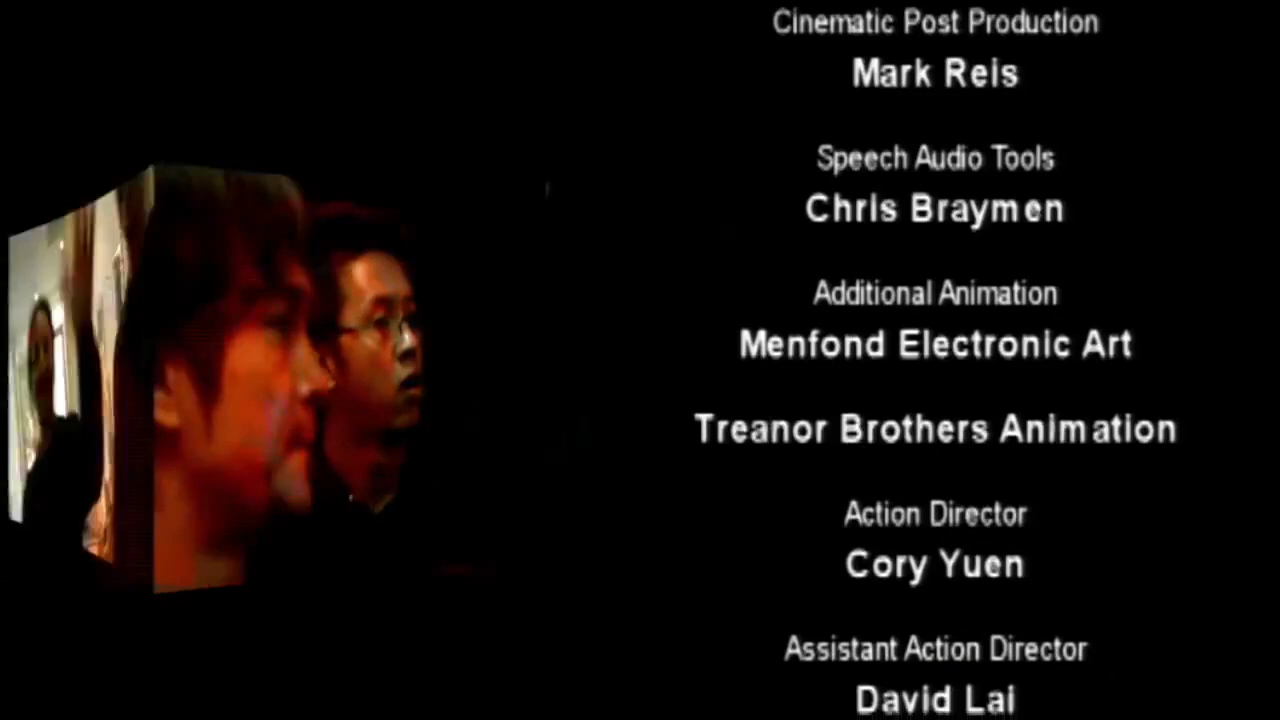 Cinematic Post Production
Mark Reis
Speech Audio Tools
Chris Braymen
Additional Animation
Menfond Electronic Art
Treanor Brothers Animation
Action Director
Cory Yuen
Assistant Action Director
David Lai